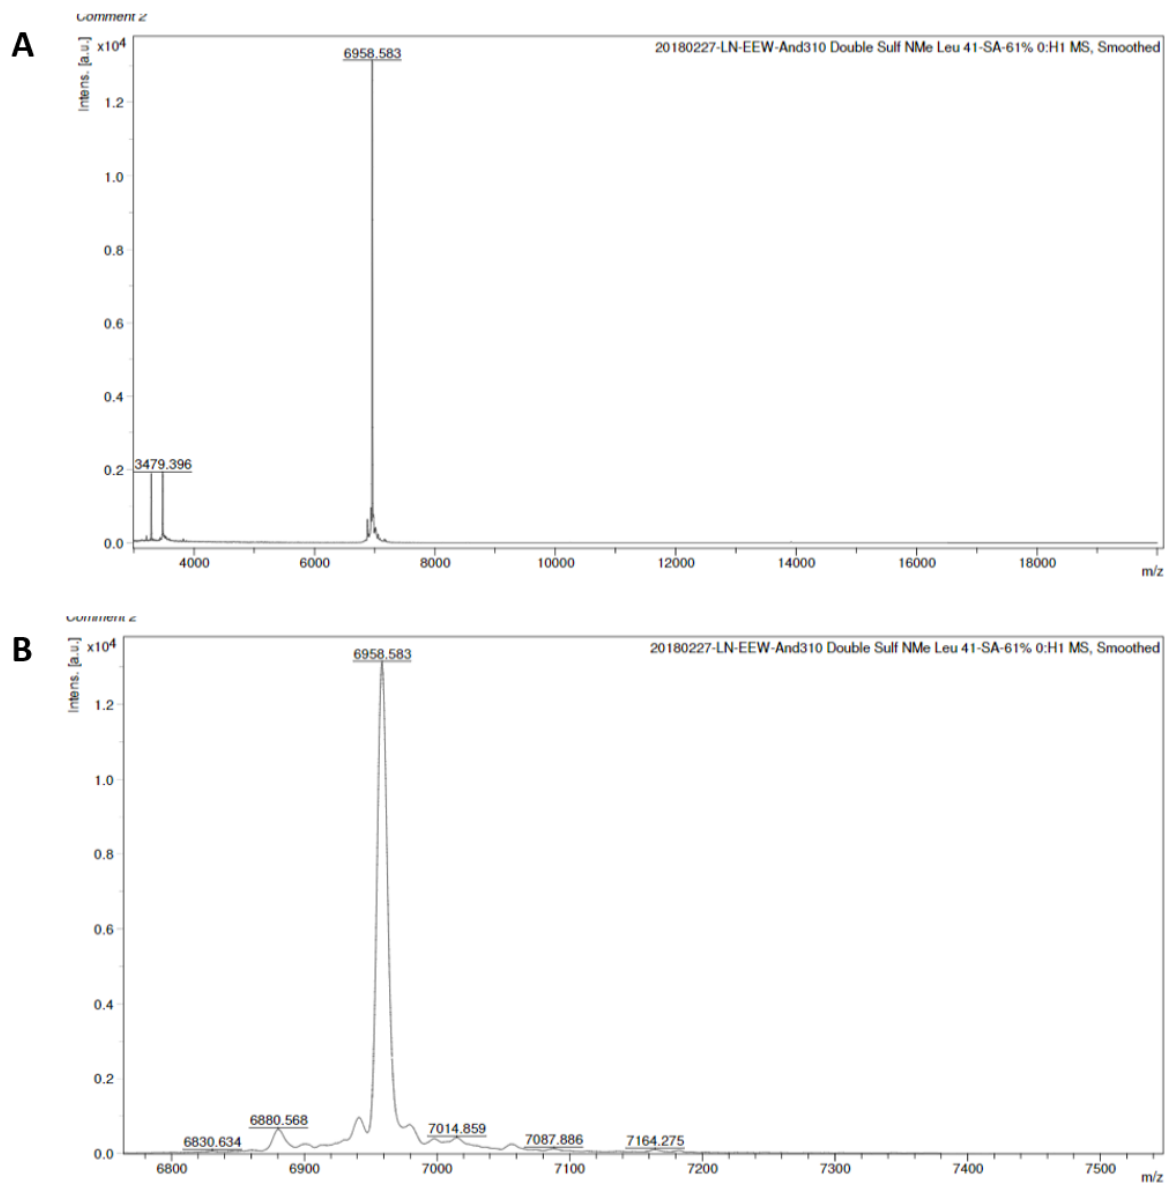 Comment 2
A
x10⁴
Intens. [a.u.]
20180227-LN-EEW-And310 Double Sulf NMe Leu 41-SA-61% 0:H1 MS, Smoothed
6958.583
1.2
1.0
0.8
0.6
0.4
3479.396
0.2
0.0
4000 6000 8000 10000 12000 14000 16000 18000
m/z
Comment 2
B
x10⁴
Intens. [a.u.]
20180227-LN-EEW-And310 Double Sulf NMe Leu 41-SA-61% 0:H1 MS, Smoothed
6958.583
1.2
1.0
0.8
0.6
0.4
0.2
6880.568
7014.859
6830.634
7087.886
7164.275
0.0
6800 6900 7000 7100 7200 7300 7400 7500
m/z